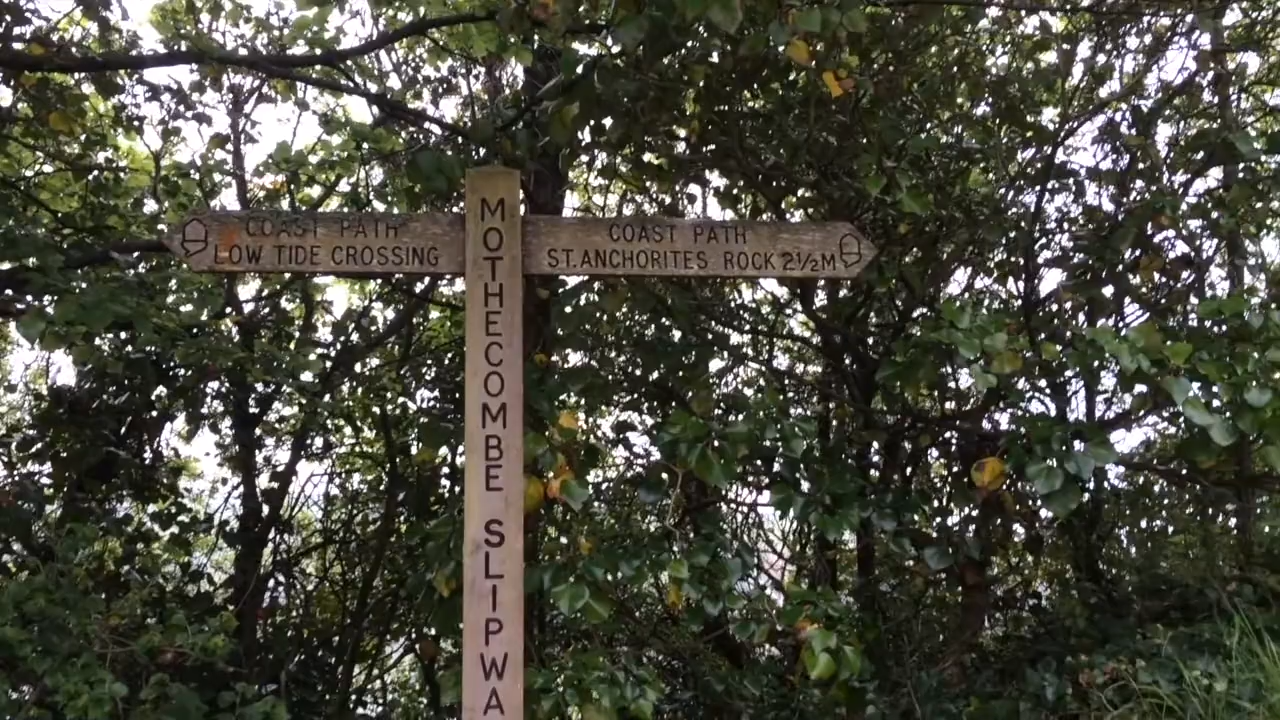 COAST PATH
LOW TIDE CROSSING
COAST PATH
ST. ANCHORITES ROCK 2½M
MOTHECOMBE SLIPWA